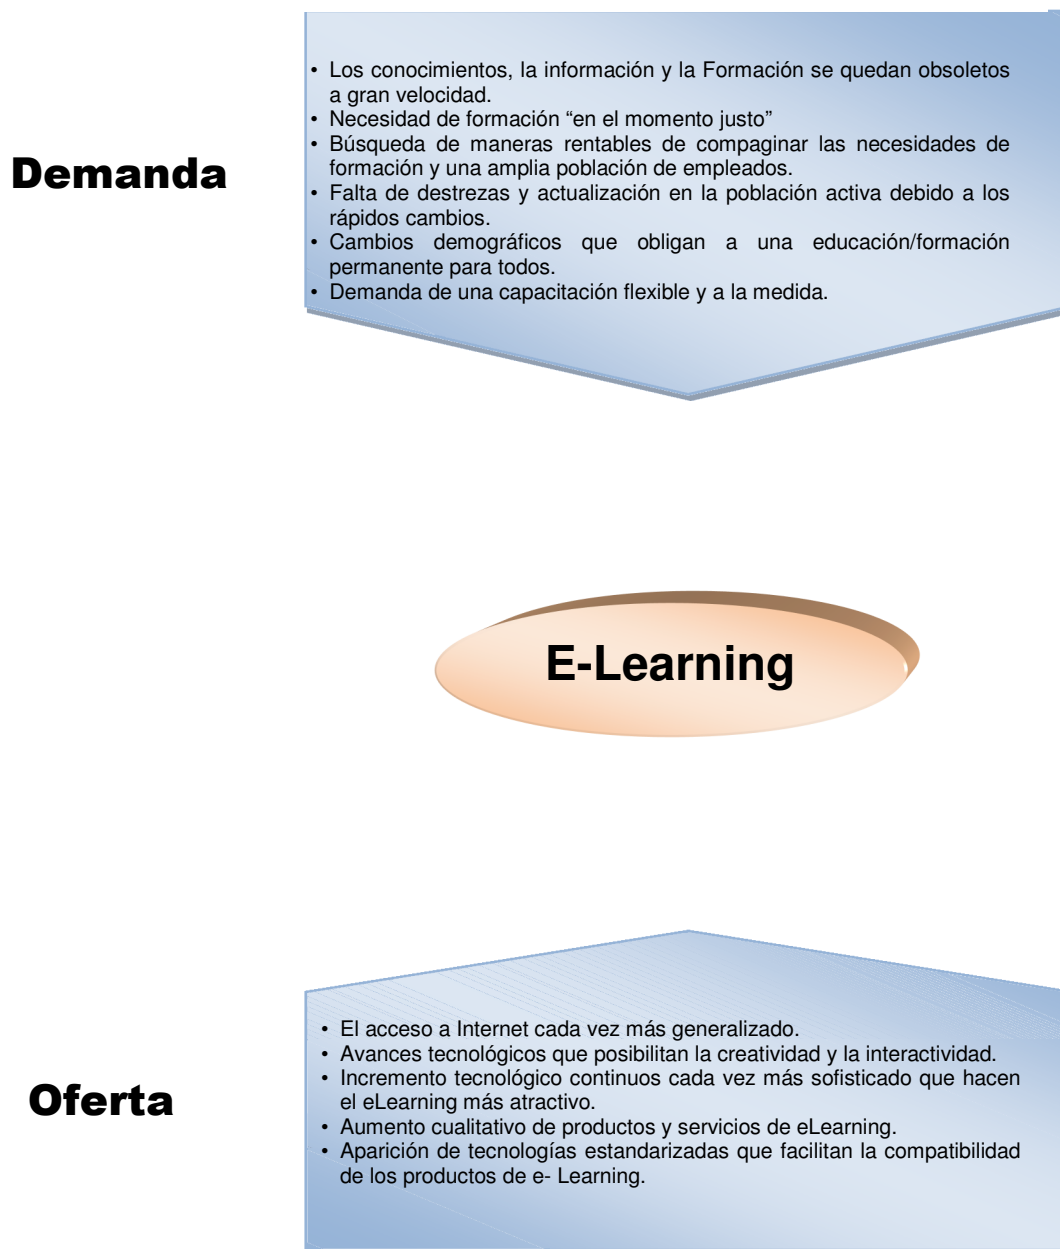 Demanda
• Los conocimientos, la información y la Formación se quedan obsoletos
a gran velocidad.
• Necesidad de formación “en el momento justo”
• Búsqueda de maneras rentables de compaginar las necesidades de
formación y una amplia población de empleados.
• Falta de destrezas y actualización en la población activa debido a los
rápidos cambios.
• Cambios demográficos que obligan a una educación/formación
permanente para todos.
• Demanda de una capacitación flexible y a la medida.
E-Learning
Oferta
• El acceso a Internet cada vez más generalizado.
• Avances tecnológicos que posibilitan la creatividad y la interactividad.
• Incremento tecnológico continuos cada vez más sofisticado que hacen
el eLearning más atractivo.
• Aumento cualitativo de productos y servicios de eLearning.
• Aparición de tecnologías estandarizadas que facilitan la compatibilidad
de los productos de e- Learning.